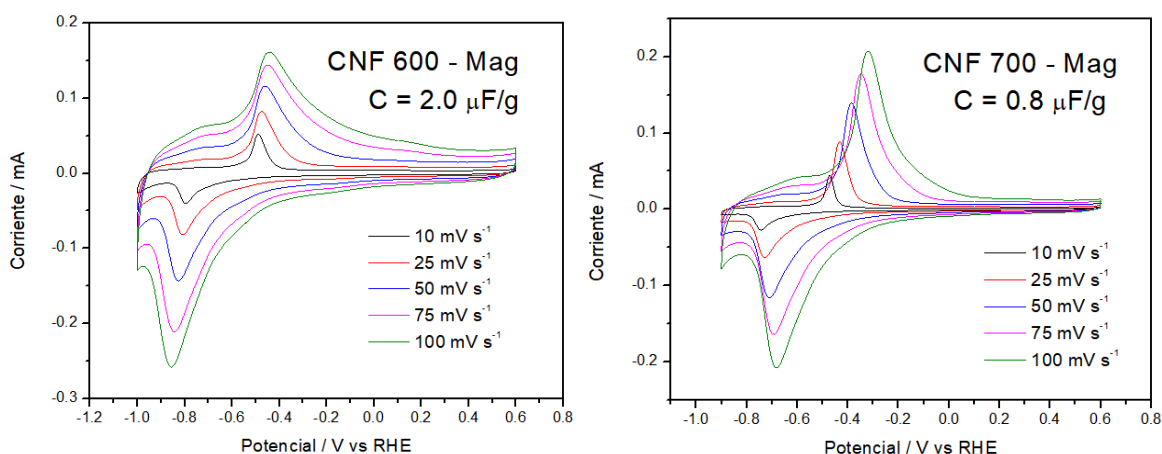 0.2
0.1
0.0
-0.1
-0.2
-0.3
Corriente / mA
CNF 600 - Mag
C = 2.0 μF/g
10 mV s⁻¹
25 mV s⁻¹
50 mV s⁻¹
75 mV s⁻¹
100 mV s⁻¹
-1.2 -1.0 -0.8 -0.6 -0.4 -0.2 0.0 0.2 0.4 0.6 0.8
Potencial / V vs RHE
0.2
0.1
0.0
-0.1
-0.2
Corriente / mA
CNF 700 - Mag
C = 0.8 μF/g
10 mV s⁻¹
25 mV s⁻¹
50 mV s⁻¹
75 mV s⁻¹
100 mV s⁻¹
-1.0 -0.8 -0.6 -0.4 -0.2 0.0 0.2 0.4 0.6 0.8
Potencial / V vs RHE